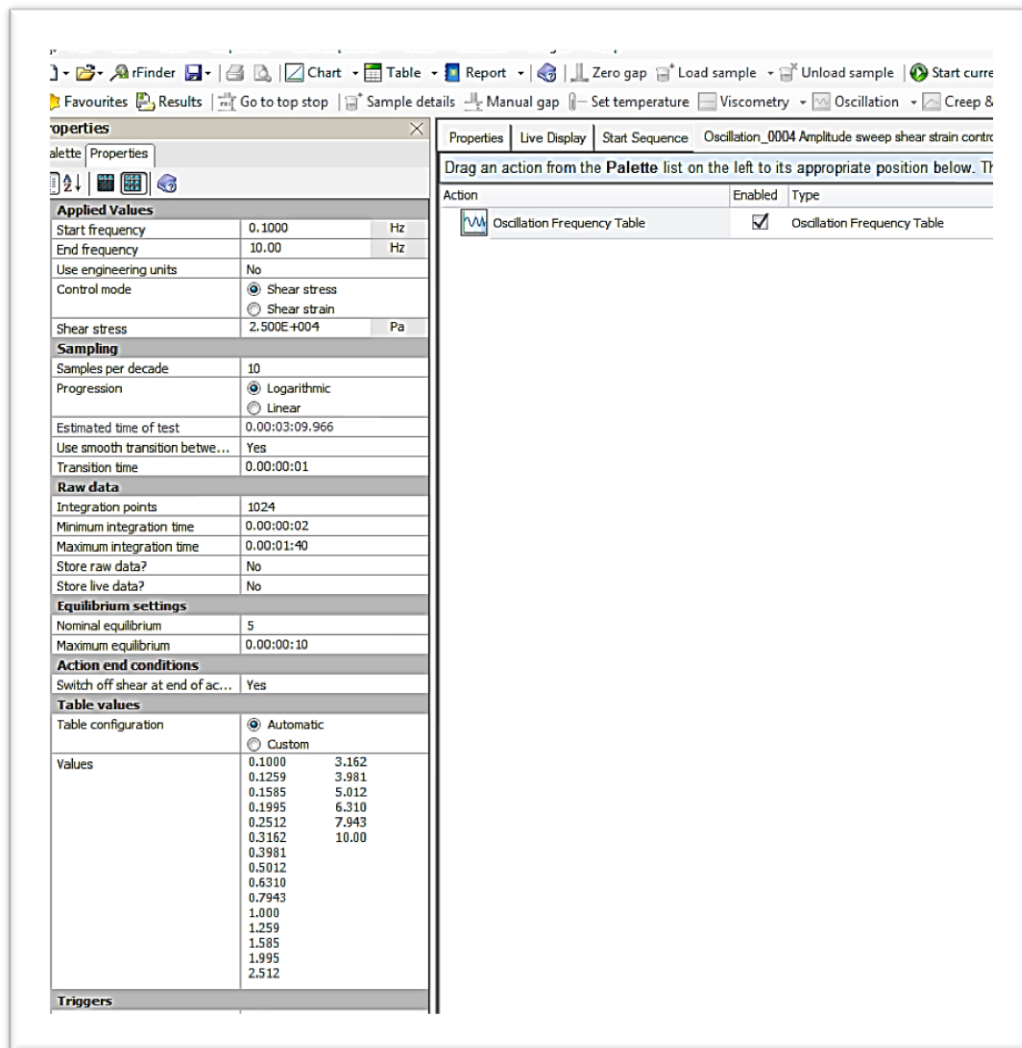 rFinder Chart Table Report Zero gap Load sample Unload sample Start curre
Favourites Results Go to top stop Sample details Manual gap Set temperature Viscometry Oscillation Creep &
roperties
alette Properties
Applied Values
Start frequency 0.1000 Hz
End frequency 10.00 Hz
Use engineering units No
Control mode Shear stress
Shear strain
Shear stress 2.500E+004 Pa
Sampling
Samples per decade 10
Progression Logarithmic
Linear
Estimated time of test 0.00:03:09.966
Use smooth transition betwe... Yes
Transition time 0.00:00:01
Raw data
Integration points 1024
Minimum integration time 0.00:00:02
Maximum integration time 0.00:01:40
Store raw data? No
Store live data? No
Equilibrium settings
Nominal equilibrium 5
Maximum equilibrium 0.00:00:10
Action end conditions
Switch off shear at end of ac... Yes
Table values
Table configuration Automatic
Custom
Values 0.1000 3.162
0.1259 3.981
0.1585 5.012
0.1995 6.310
0.2512 7.943
0.3162 10.00
0.3981
0.5012
0.6310
0.7943
1.000
1.259
1.585
1.995
2.512
Triggers
Properties Live Display Start Sequence Oscillation_0004 Amplitude sweep shear strain contro
Drag an action from the Palette list on the left to its appropriate position below. Th
Action Enabled Type
Oscillation Frequency Table Oscillation Frequency Table